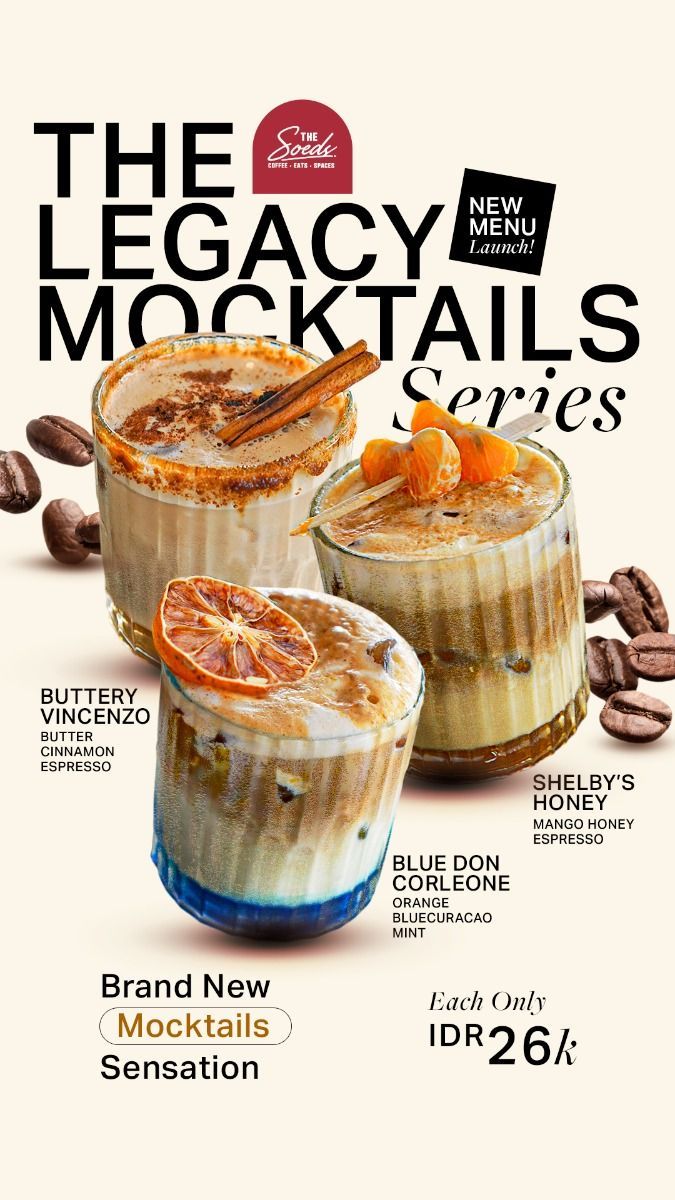 THE
THE
Soeds.
COFFEE • EATS • SPACES
LEGACY
NEW
MENU
Launch!
MOCKTAILS
Series
BUTTERY
VINCENZO
BUTTER
CINNAMON
ESPRESSO
SHELBY'S
HONEY
MANGO HONEY
ESPRESSO
BLUE DON
CORLEONE
ORANGE
BLUECURACAO
MINT
Brand New
Mocktails
Sensation
Each Only
IDR 26k